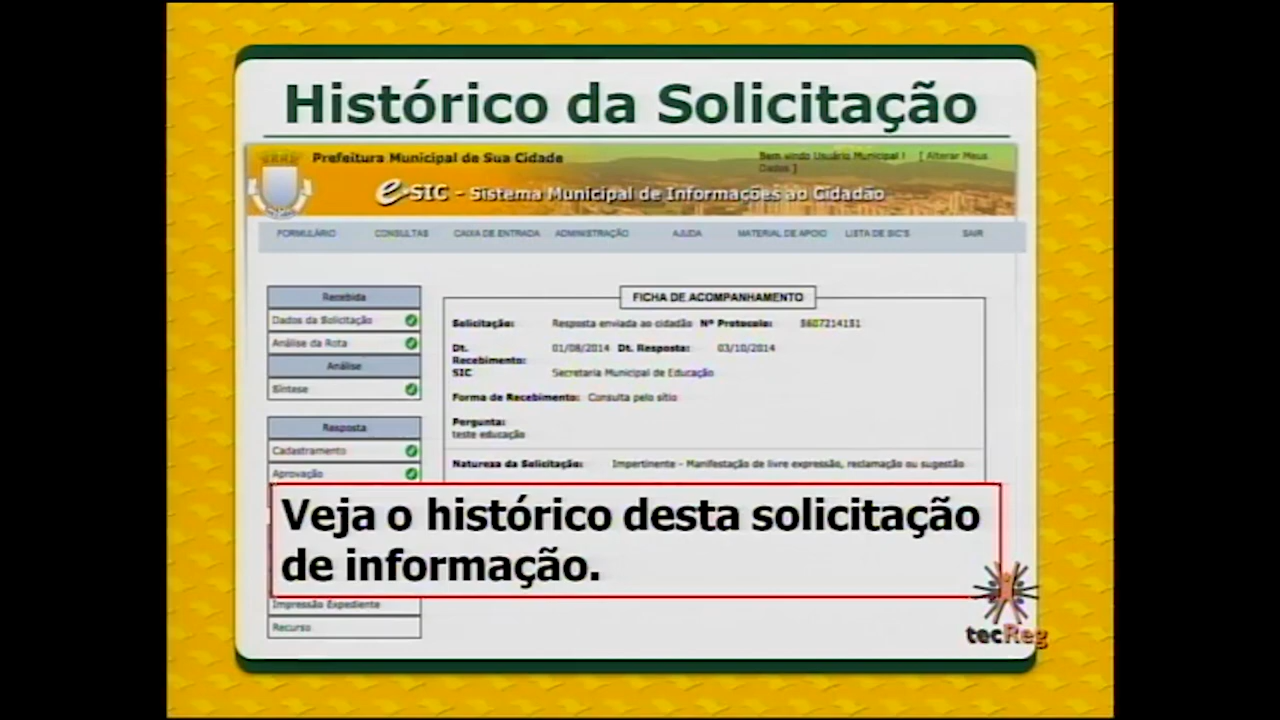 Histórico da Solicitação
Prefeitura Municipal de Sua Cidade
Bem vindo Usuário Municipal ! [ Alterar Meus
Dados ]
e-SIC - Sistema Municipal de Informações ao Cidadão
FORMULÁRIO CONSULTAS CAIXA DE ENTRADA ADMINISTRAÇÃO AJUDA MATERIAL DE APOIO LISTA DE SIC'S SAIR
Recebida
Dados da Solicitação
Análise da Rota
Análise
Síntese
Resposta
Cadastramento
Aprovação
FICHA DE ACOMPANHAMENTO
Solicitação: Resposta enviada ao cidadão Nº Protocolo: 5607214151
Dt. Recebimento: 01/08/2014 Dt. Resposta: 03/10/2014
SIC Secretaria Municipal de Educação
Forma de Recebimento: Consulta pelo sítio
Pergunta:
teste educação
Natureza da Solicitação: Impertinente - Manifestação de livre expressão, reclamação ou sugestão
Veja o histórico desta solicitação
de informação.
Impressão Expediente
Recurso
tecReg